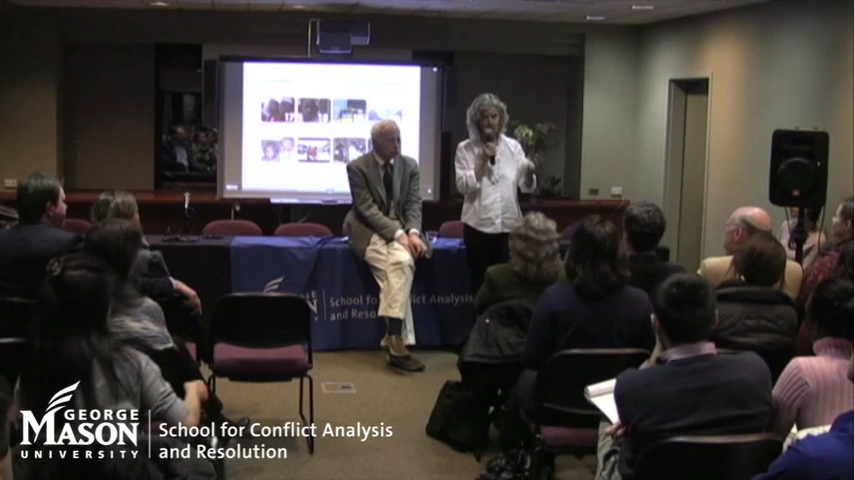 School for Conflict Analysis
and Resolution
GEORGE
MASON
UNIVERSITY
School for Conflict Analysis
and Resolution